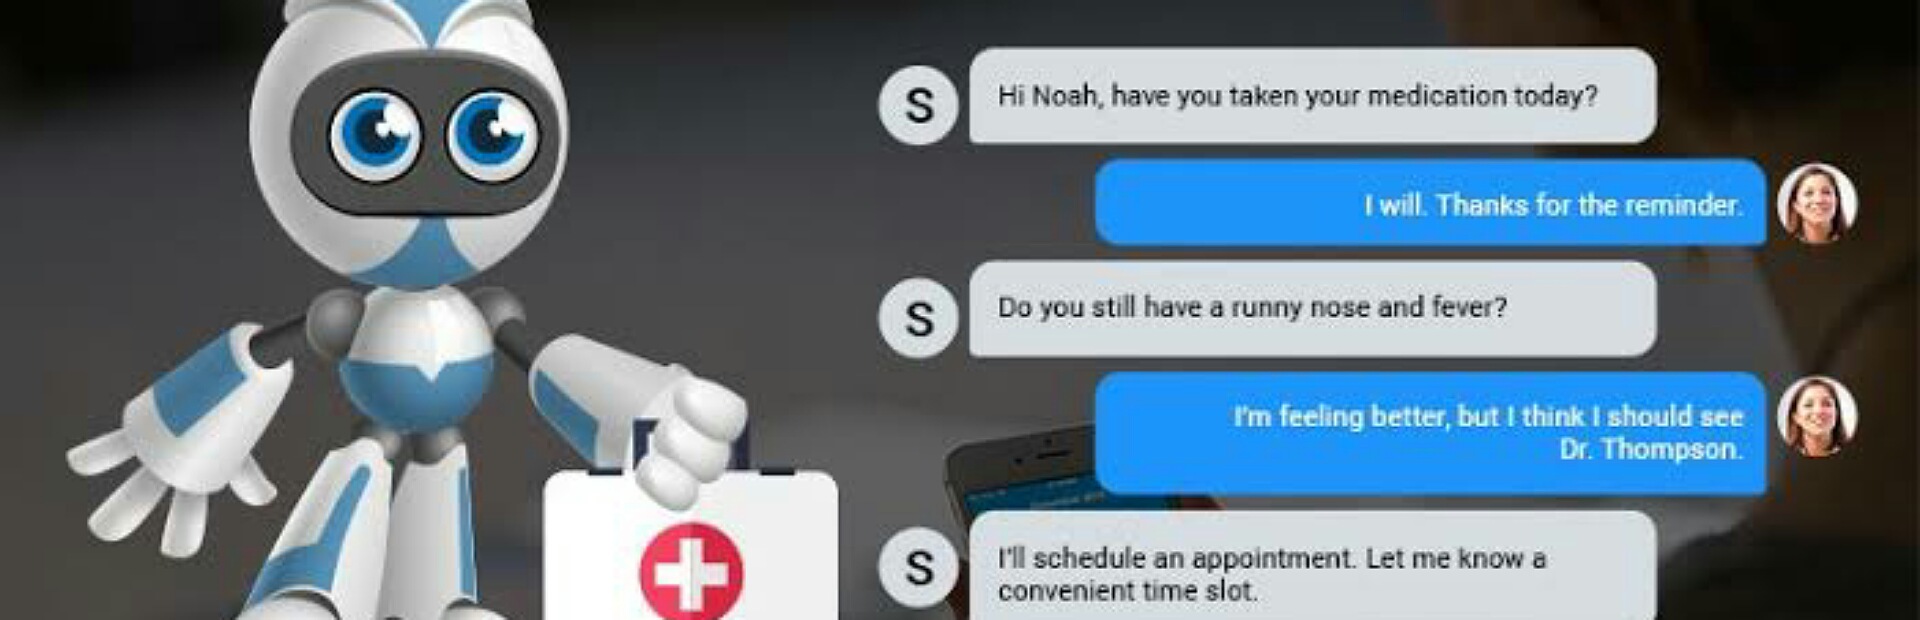 S
Hi Noah, have you taken your medication today?
I will. Thanks for the reminder.
S
Do you still have a runny nose and fever?
I'm feeling better, but I think I should see
Dr. Thompson.
S
I'll schedule an appointment. Let me know a
convenient time slot.